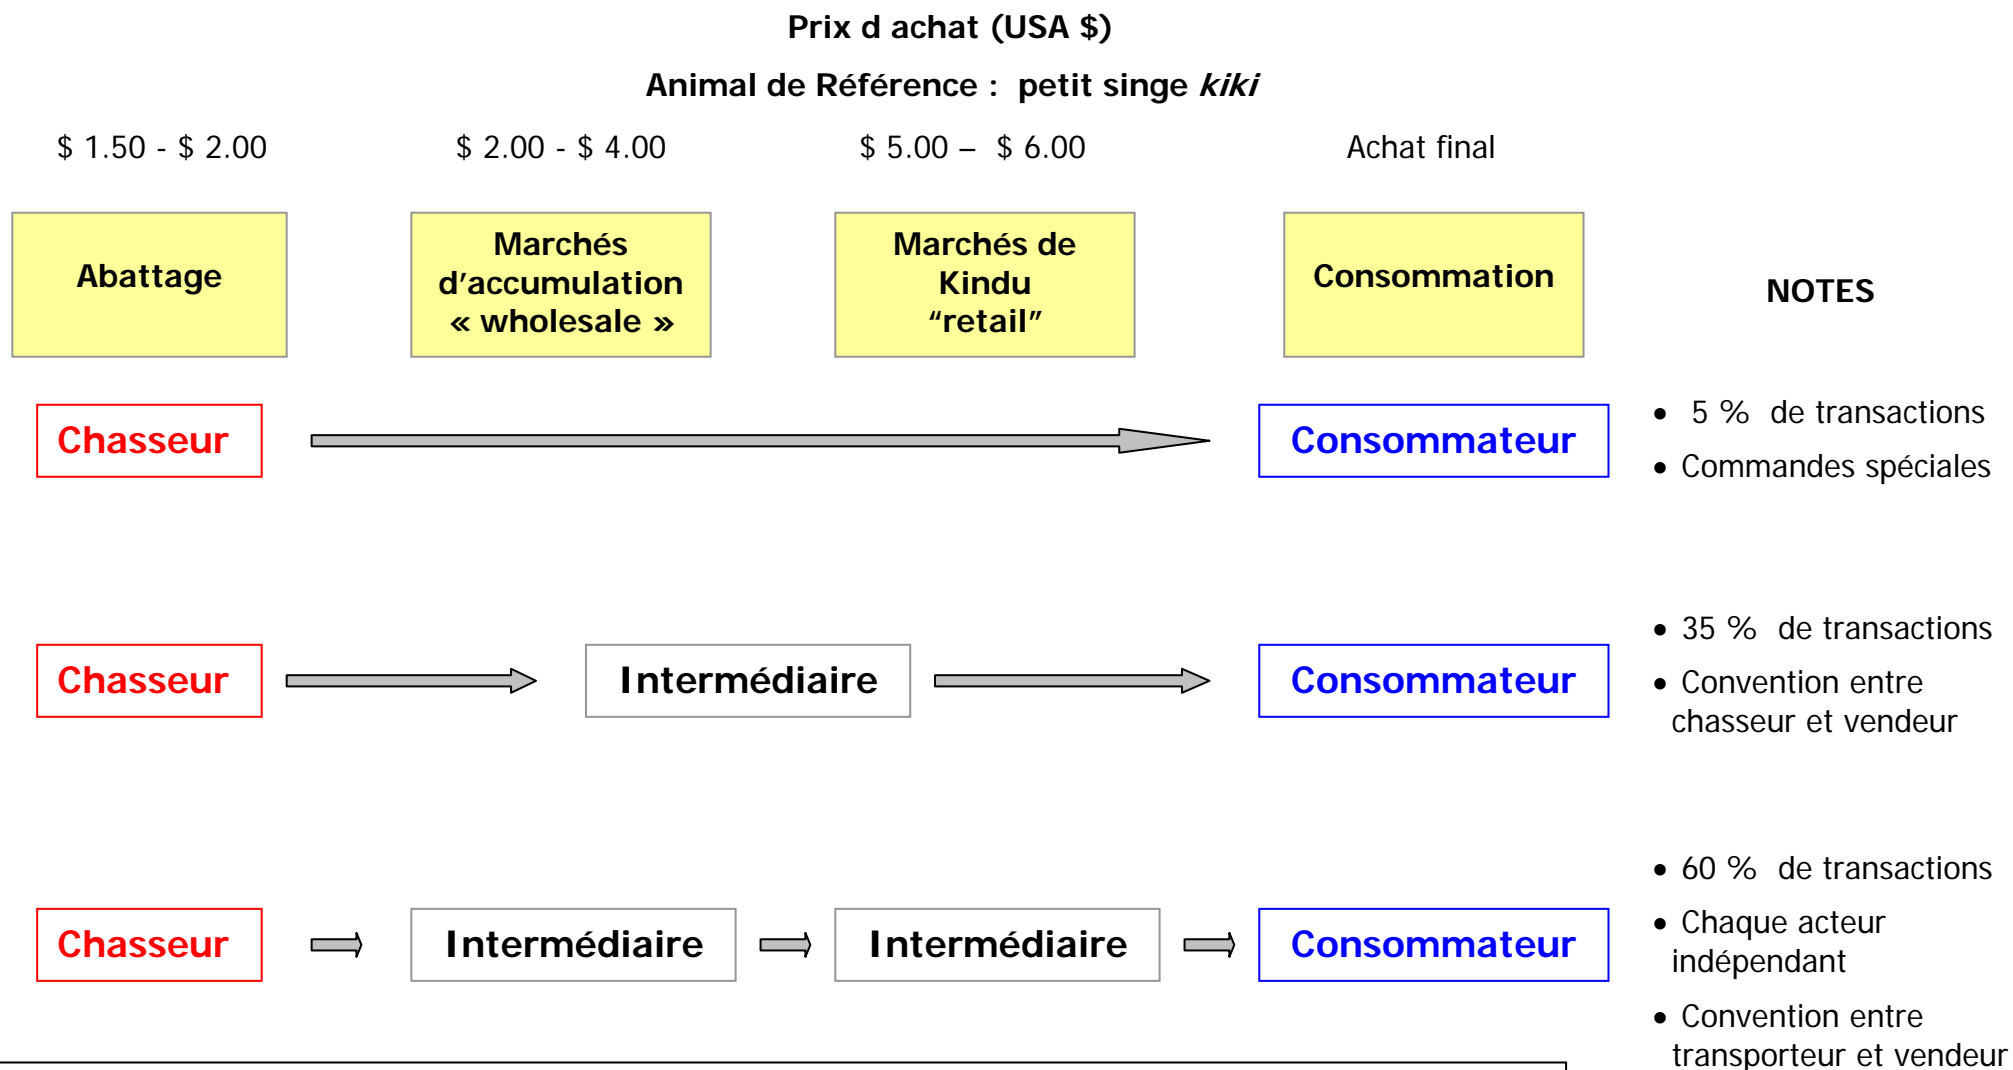 Prix d achat (USA $)
Animal de Référence :  petit singe kiki
$ 1.50 - $ 2.00
$ 2.00 - $ 4.00
$ 5.00 –  $ 6.00
Achat final
Abattage
Marchés
d’accumulation
« wholesale »
Marchés de
Kindu
“retail”
Consommation
NOTES
Chasseur
Consommateur
• 5 %  de transactions
• Commandes spéciales
Chasseur
Intermédiaire
Consommateur
• 35 %  de transactions
• Convention entre
chasseur et vendeur
Chasseur
Intermédiaire
Intermédiaire
Consommateur
• 60 %  de transactions
• Chaque acteur
indépendant
• Convention entre
transporteur et vendeur